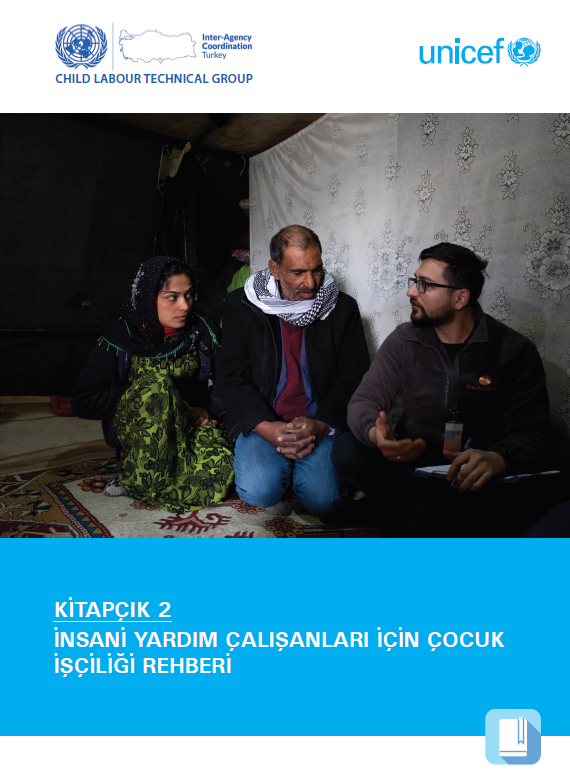 Inter-Agency
Coordination
Turkey
CHILD LABOUR TECHNICAL GROUP
unicef
KİTAPÇIK 2
İNSANİ YARDIM ÇALIŞANLARI İÇİN ÇOCUK
İŞÇİLİĞİ REHBERİ